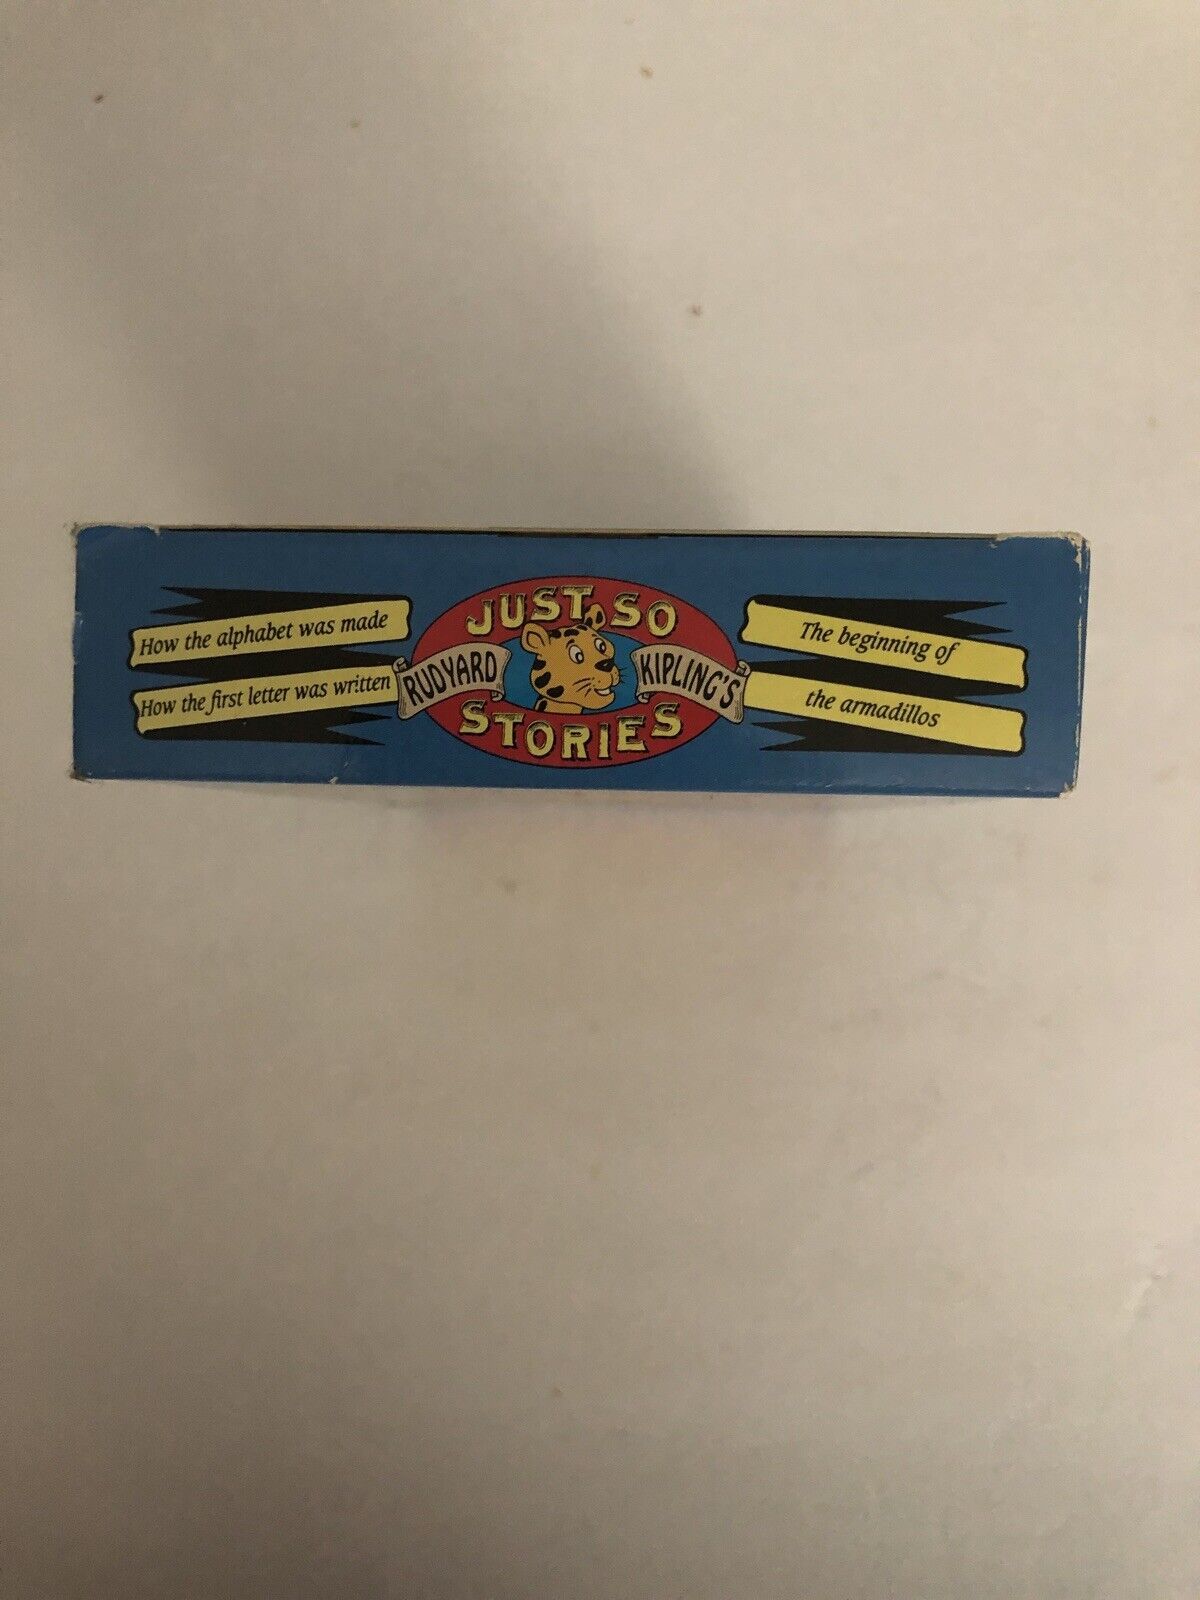 How the alphabet was made
How the first letter was written
JUST SO
RUDYARD KIPLING'S
STORIES
The beginning of
the armadillos